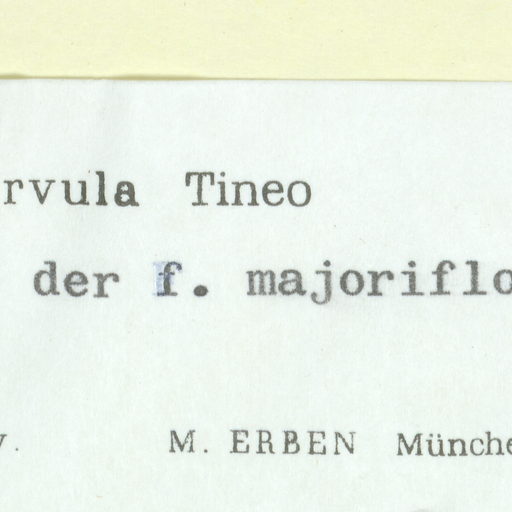 rvula Tineo
der f. majoriflo
v. M. ERBEN Münche